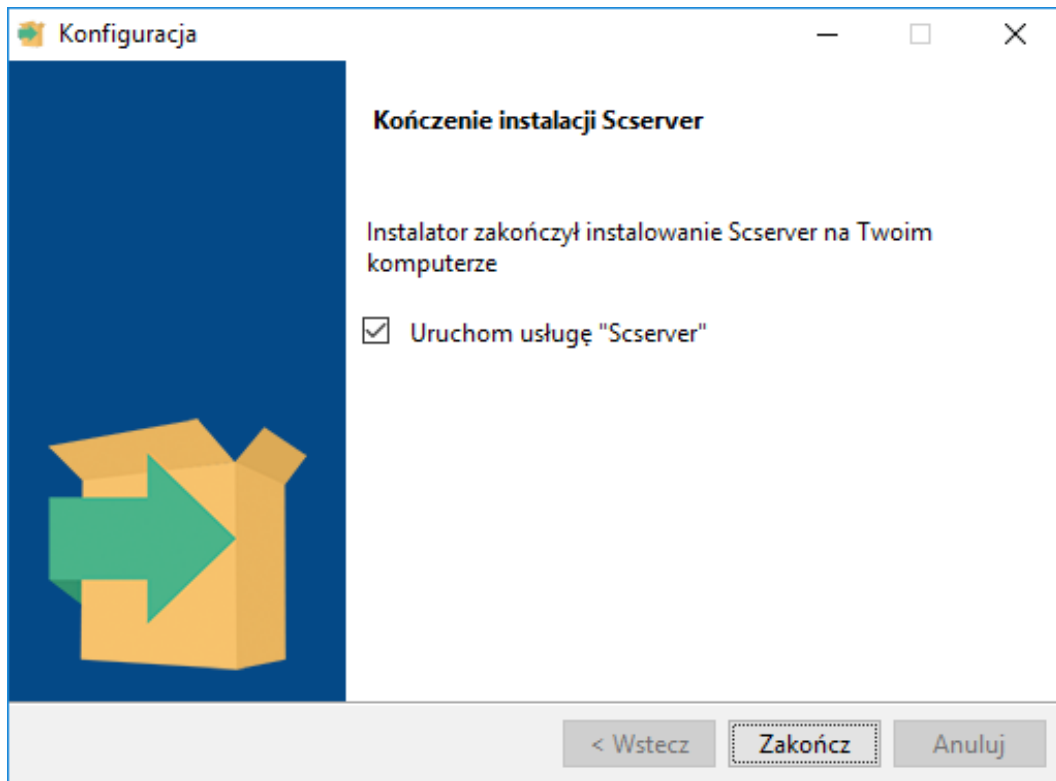 Konfiguracja
Kończenie instalacji Scserver
Instalator zakończył instalowanie Scserver na Twoim
komputerze
Uruchom usługę "Scserver"
< Wstecz
Zakończ
Anuluj